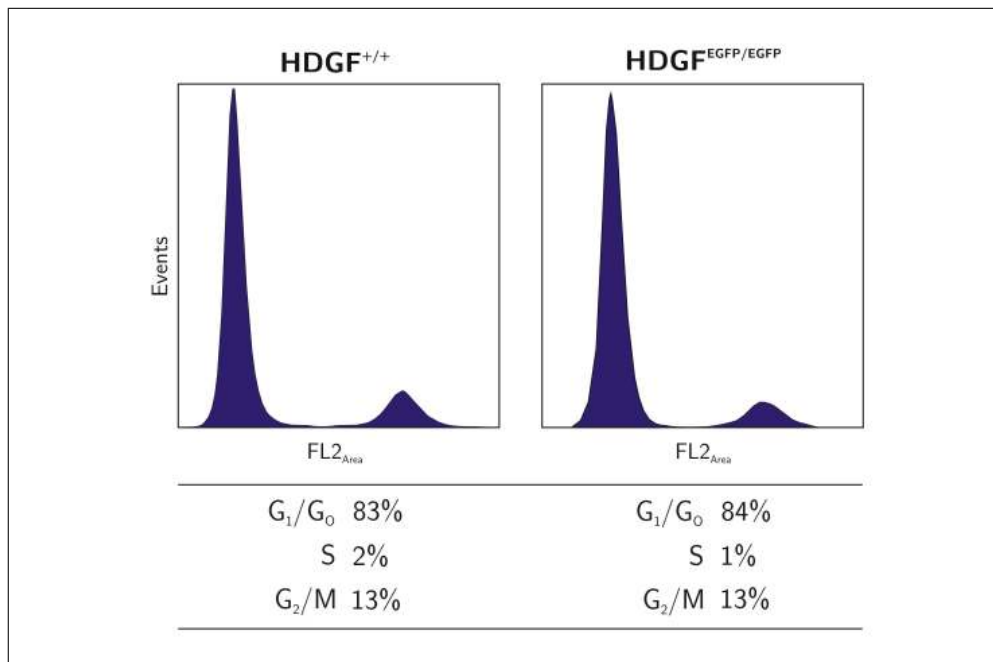 HDGF+/+ HDGFEGFP/EGFP
Events
FL2Area FL2Area
G1/G0 83% G1/G0 84%
S 2% S 1%
G2/M 13% G2/M 13%